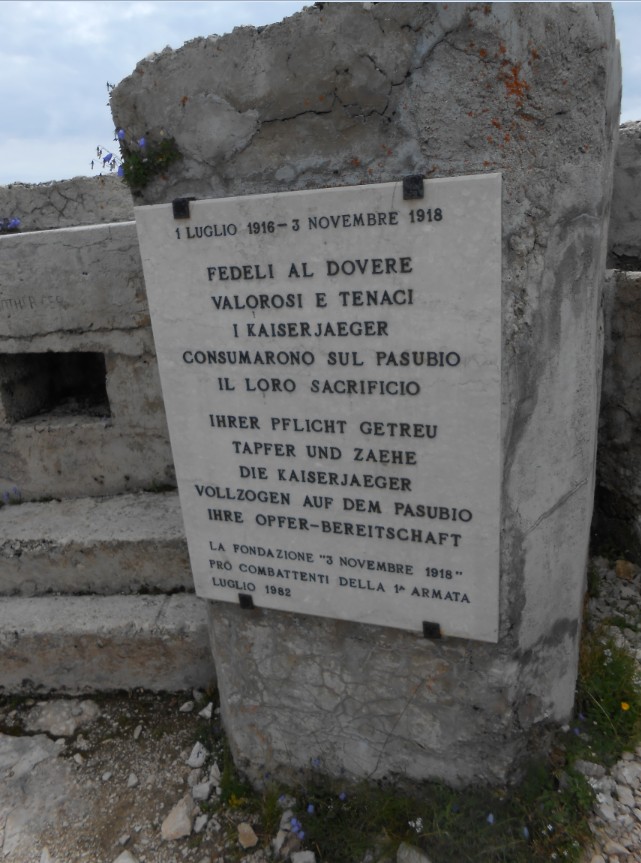 1 LUGLIO 1916 - 3 NOVEMBRE 1918
FEDELI AL DOVERE
VALOROSI E TENACI
I KAISERJAEGER
CONSUMARONO SUL PASUBIO
IL LORO SACRIFICIO
IHRER PFLICHT GETREU
TAPFER UND ZAEHE
DIE KAISERJAEGER
VOLLZOGEN AUF DEM PASUBIO
IHRE OPFER-BEREITSCHAFT
LA FONDAZIONE "3 NOVEMBRE 1918"
PRÒ COMBATTENTI DELLA 1ᴬ ARMATA
LUGLIO 1982